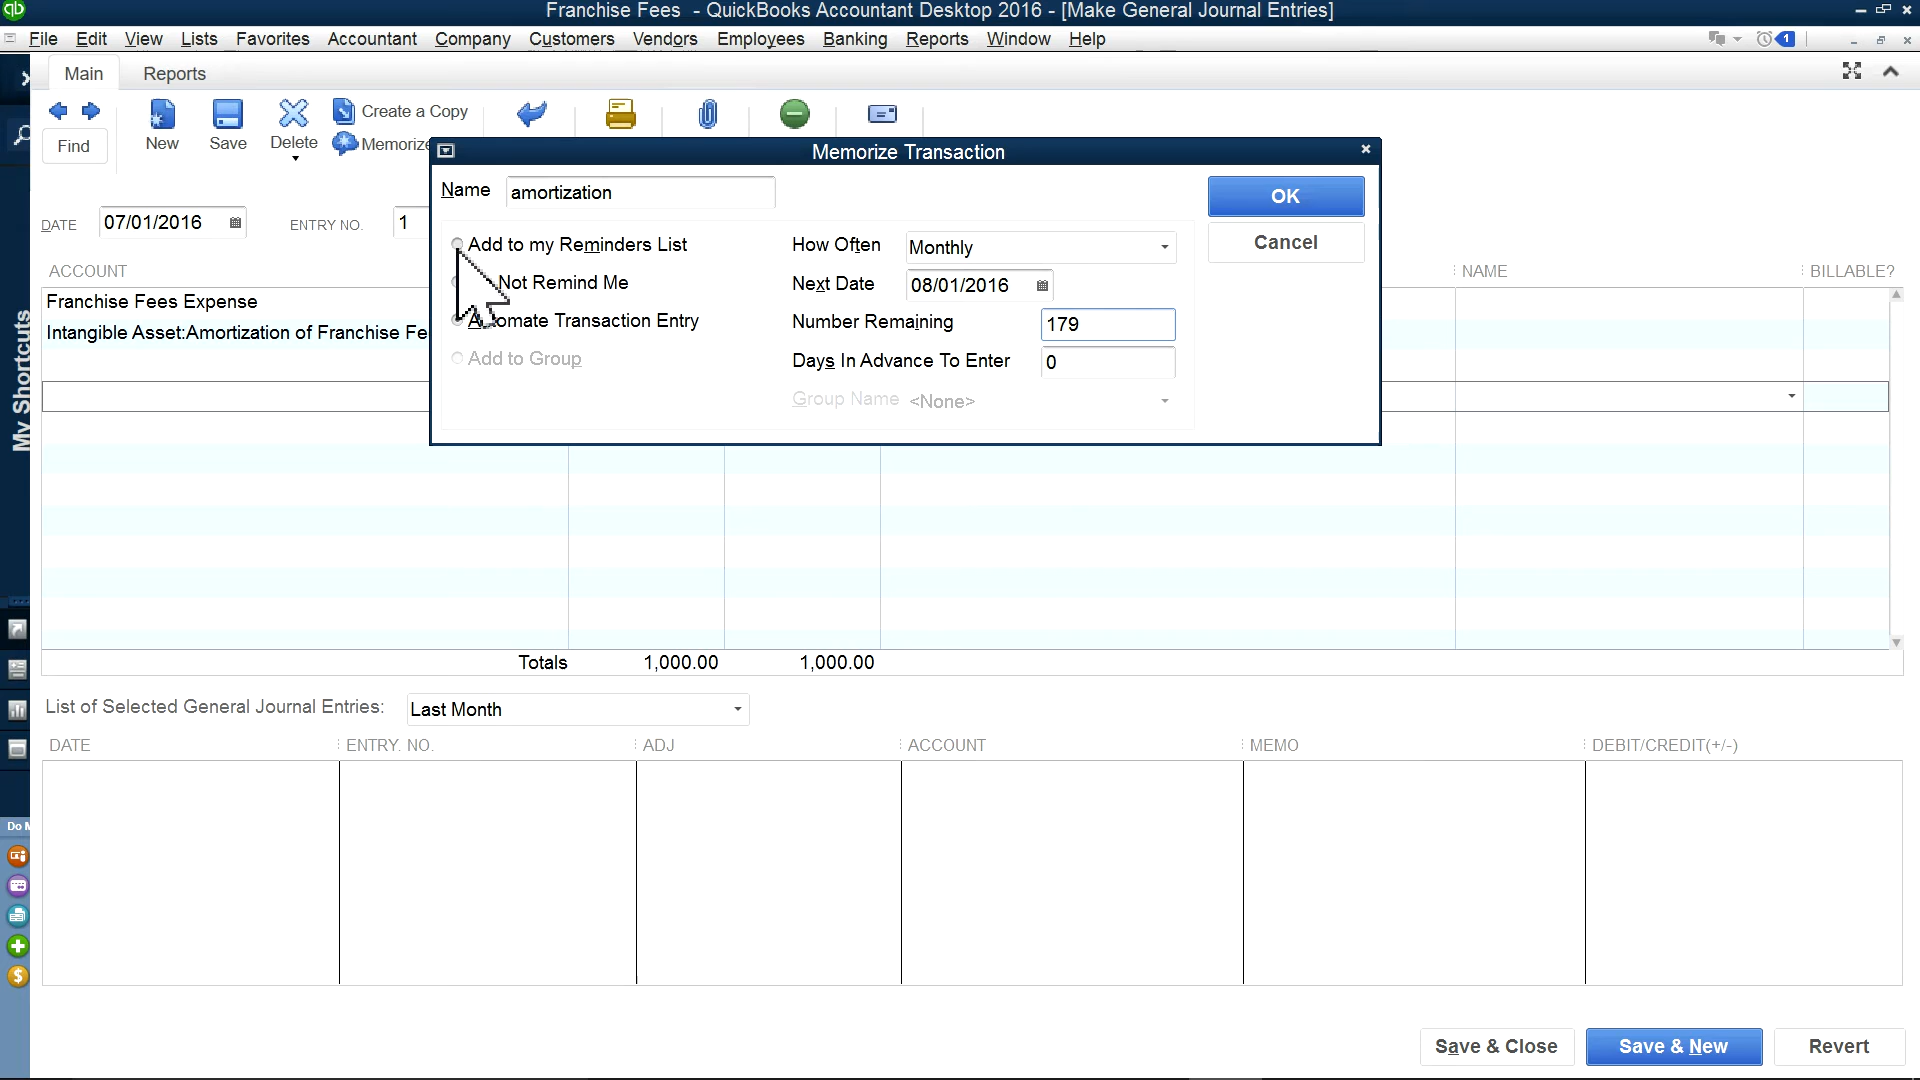 qb Franchise Fees - QuickBooks Accountant Desktop 2016 - [Make General Journal Entries]
File Edit View Lists Favorites Accountant Company Customers Vendors Employees Banking Reports Window Help 1
Main Reports
Find New Save Delete Create a Copy
Memorize
DATE 07/01/2016 ENTRY NO. 1
ACCOUNT NAME BILLABLE?
Franchise Fees Expense
Intangible Asset:Amortization of Franchise Fe
Memorize Transaction
Name amortization
OK
Add to my Reminders List
How Often Monthly
Cancel
Not Remind Me
Next Date 08/01/2016
Automate Transaction Entry
Number Remaining 179
Add to Group
Days In Advance To Enter 0
Group Name <None>
My Shortcuts
Totals 1,000.00 1,000.00
List of Selected General Journal Entries: Last Month
DATE ENTRY. NO. ADJ ACCOUNT MEMO DEBIT/CREDIT(+/-)
Do M
Save & Close Save & New Revert